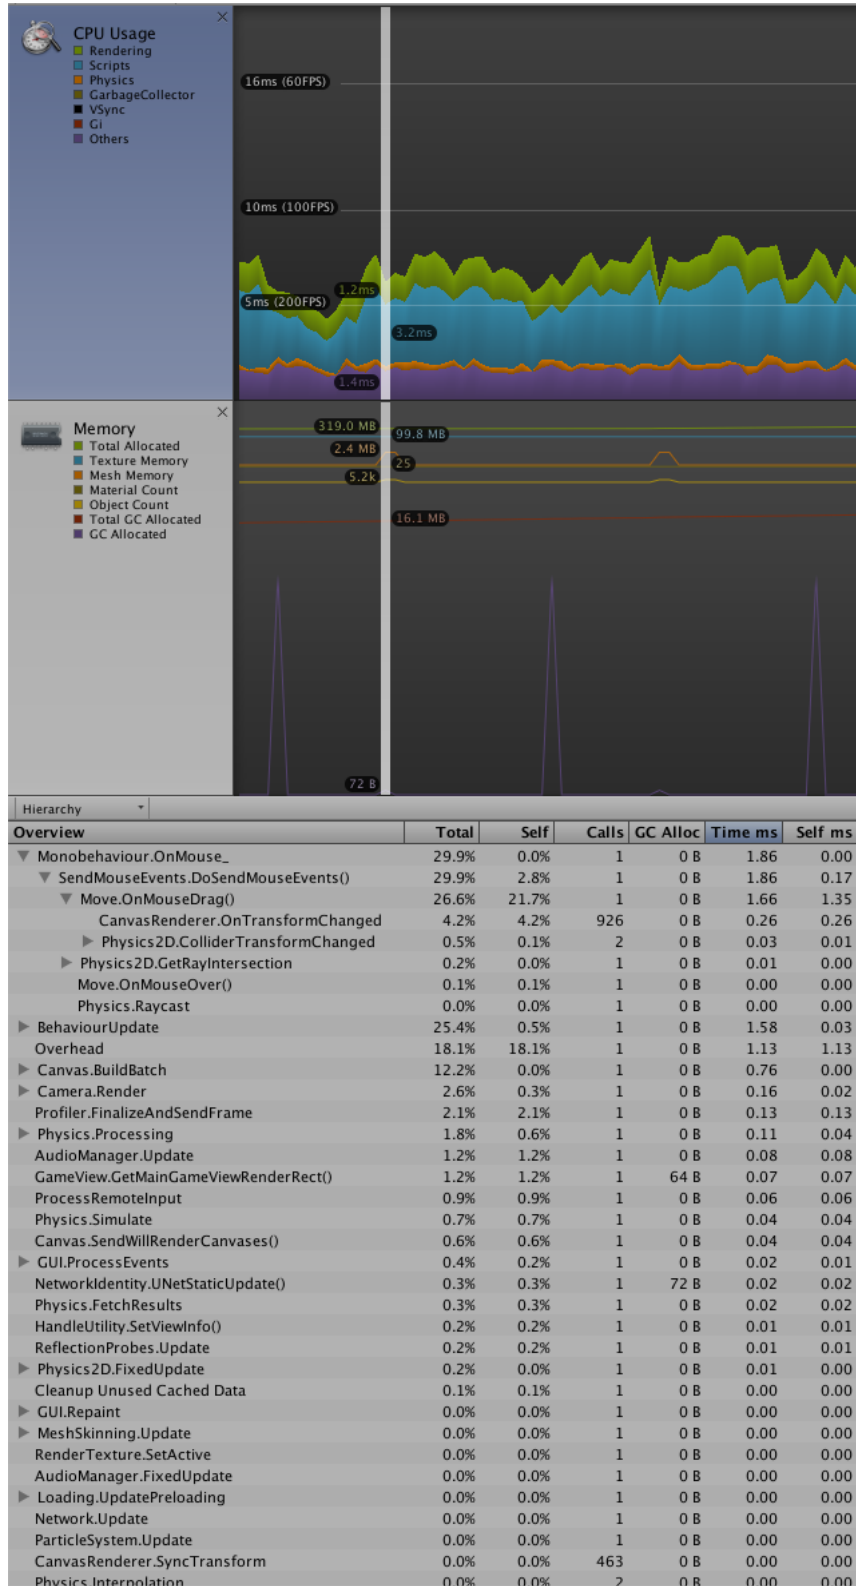 CPU Usage
Rendering
Scripts
Physics
GarbageCollector
VSync
Gi
Others
16ms (60FPS)
10ms (100FPS)
1.2ms
5ms (200FPS)
3.2ms
1.4ms
Memory
Total Allocated
Texture Memory
Mesh Memory
Material Count
Object Count
Total GC Allocated
GC Allocated
319.0 MB
99.8 MB
2.4 MB
25
5.2k
16.1 MB
72 B
Hierarchy
Overview Total Self Calls GC Alloc Time ms Self ms
Monobehaviour.OnMouse_ 29.9% 0.0% 1 0 B 1.86 0.00
SendMouseEvents.DoSendMouseEvents() 29.9% 2.8% 1 0 B 1.86 0.17
Move.OnMouseDrag() 26.6% 21.7% 1 0 B 1.66 1.35
CanvasRenderer.OnTransformChanged 4.2% 4.2% 926 0 B 0.26 0.26
Physics2D.ColliderTransformChanged 0.5% 0.1% 2 0 B 0.03 0.01
Physics2D.GetRayIntersection 0.2% 0.0% 1 0 B 0.01 0.00
Move.OnMouseOver() 0.1% 0.1% 1 0 B 0.00 0.00
Physics.Raycast 0.0% 0.0% 1 0 B 0.00 0.00
BehaviourUpdate 25.4% 0.5% 1 0 B 1.58 0.03
Overhead 18.1% 18.1% 1 0 B 1.13 1.13
Canvas.BuildBatch 12.2% 0.0% 1 0 B 0.76 0.00
Camera.Render 2.6% 0.3% 1 0 B 0.16 0.02
Profiler.FinalizeAndSendFrame 2.1% 2.1% 1 0 B 0.13 0.13
Physics.Processing 1.8% 0.6% 1 0 B 0.11 0.04
AudioManager.Update 1.2% 1.2% 1 0 B 0.08 0.08
GameView.GetMainGameViewRenderRect() 1.2% 1.2% 1 64 B 0.07 0.07
ProcessRemoteInput 0.9% 0.9% 1 0 B 0.06 0.06
Physics.Simulate 0.7% 0.7% 1 0 B 0.04 0.04
Canvas.SendWillRenderCanvases() 0.6% 0.6% 1 0 B 0.04 0.04
GUI.ProcessEvents 0.4% 0.2% 1 0 B 0.02 0.01
NetworkIdentity.UNetStaticUpdate() 0.3% 0.3% 1 72 B 0.02 0.02
Physics.FetchResults 0.3% 0.3% 1 0 B 0.02 0.02
HandleUtility.SetViewInfo() 0.2% 0.2% 1 0 B 0.01 0.01
ReflectionProbes.Update 0.2% 0.2% 1 0 B 0.01 0.01
Physics2D.FixedUpdate 0.2% 0.0% 1 0 B 0.01 0.00
Cleanup Unused Cached Data 0.1% 0.1% 1 0 B 0.00 0.00
GUI.Repaint 0.0% 0.0% 1 0 B 0.00 0.00
MeshSkinning.Update 0.0% 0.0% 1 0 B 0.00 0.00
RenderTexture.SetActive 0.0% 0.0% 1 0 B 0.00 0.00
AudioManager.FixedUpdate 0.0% 0.0% 1 0 B 0.00 0.00
Loading.UpdatePreloading 0.0% 0.0% 1 0 B 0.00 0.00
Network.Update 0.0% 0.0% 1 0 B 0.00 0.00
ParticleSystem.Update 0.0% 0.0% 1 0 B 0.00 0.00
CanvasRenderer.SyncTransform 0.0% 0.0% 463 0 B 0.00 0.00
Physics.Interpolation 0.0% 0.0% 2 0 B 0.00 0.00